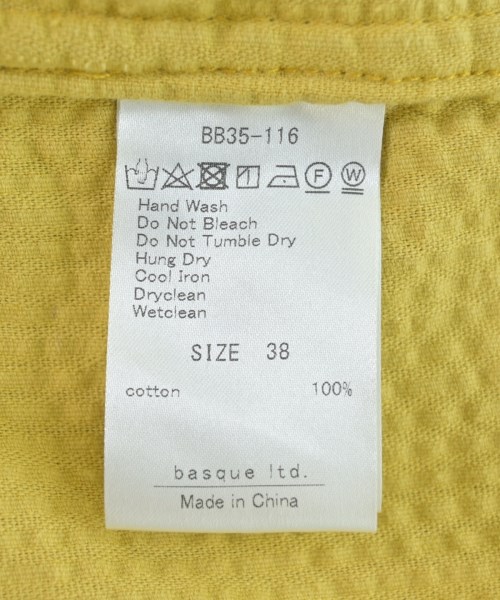 BB35-116
F W
Hand Wash
Do Not Bleach
Do Not Tumble Dry
Hung Dry
Cool Iron
Dryclean
Wetclean
SIZE 38
cotton 100%
basque ltd.
Made in China